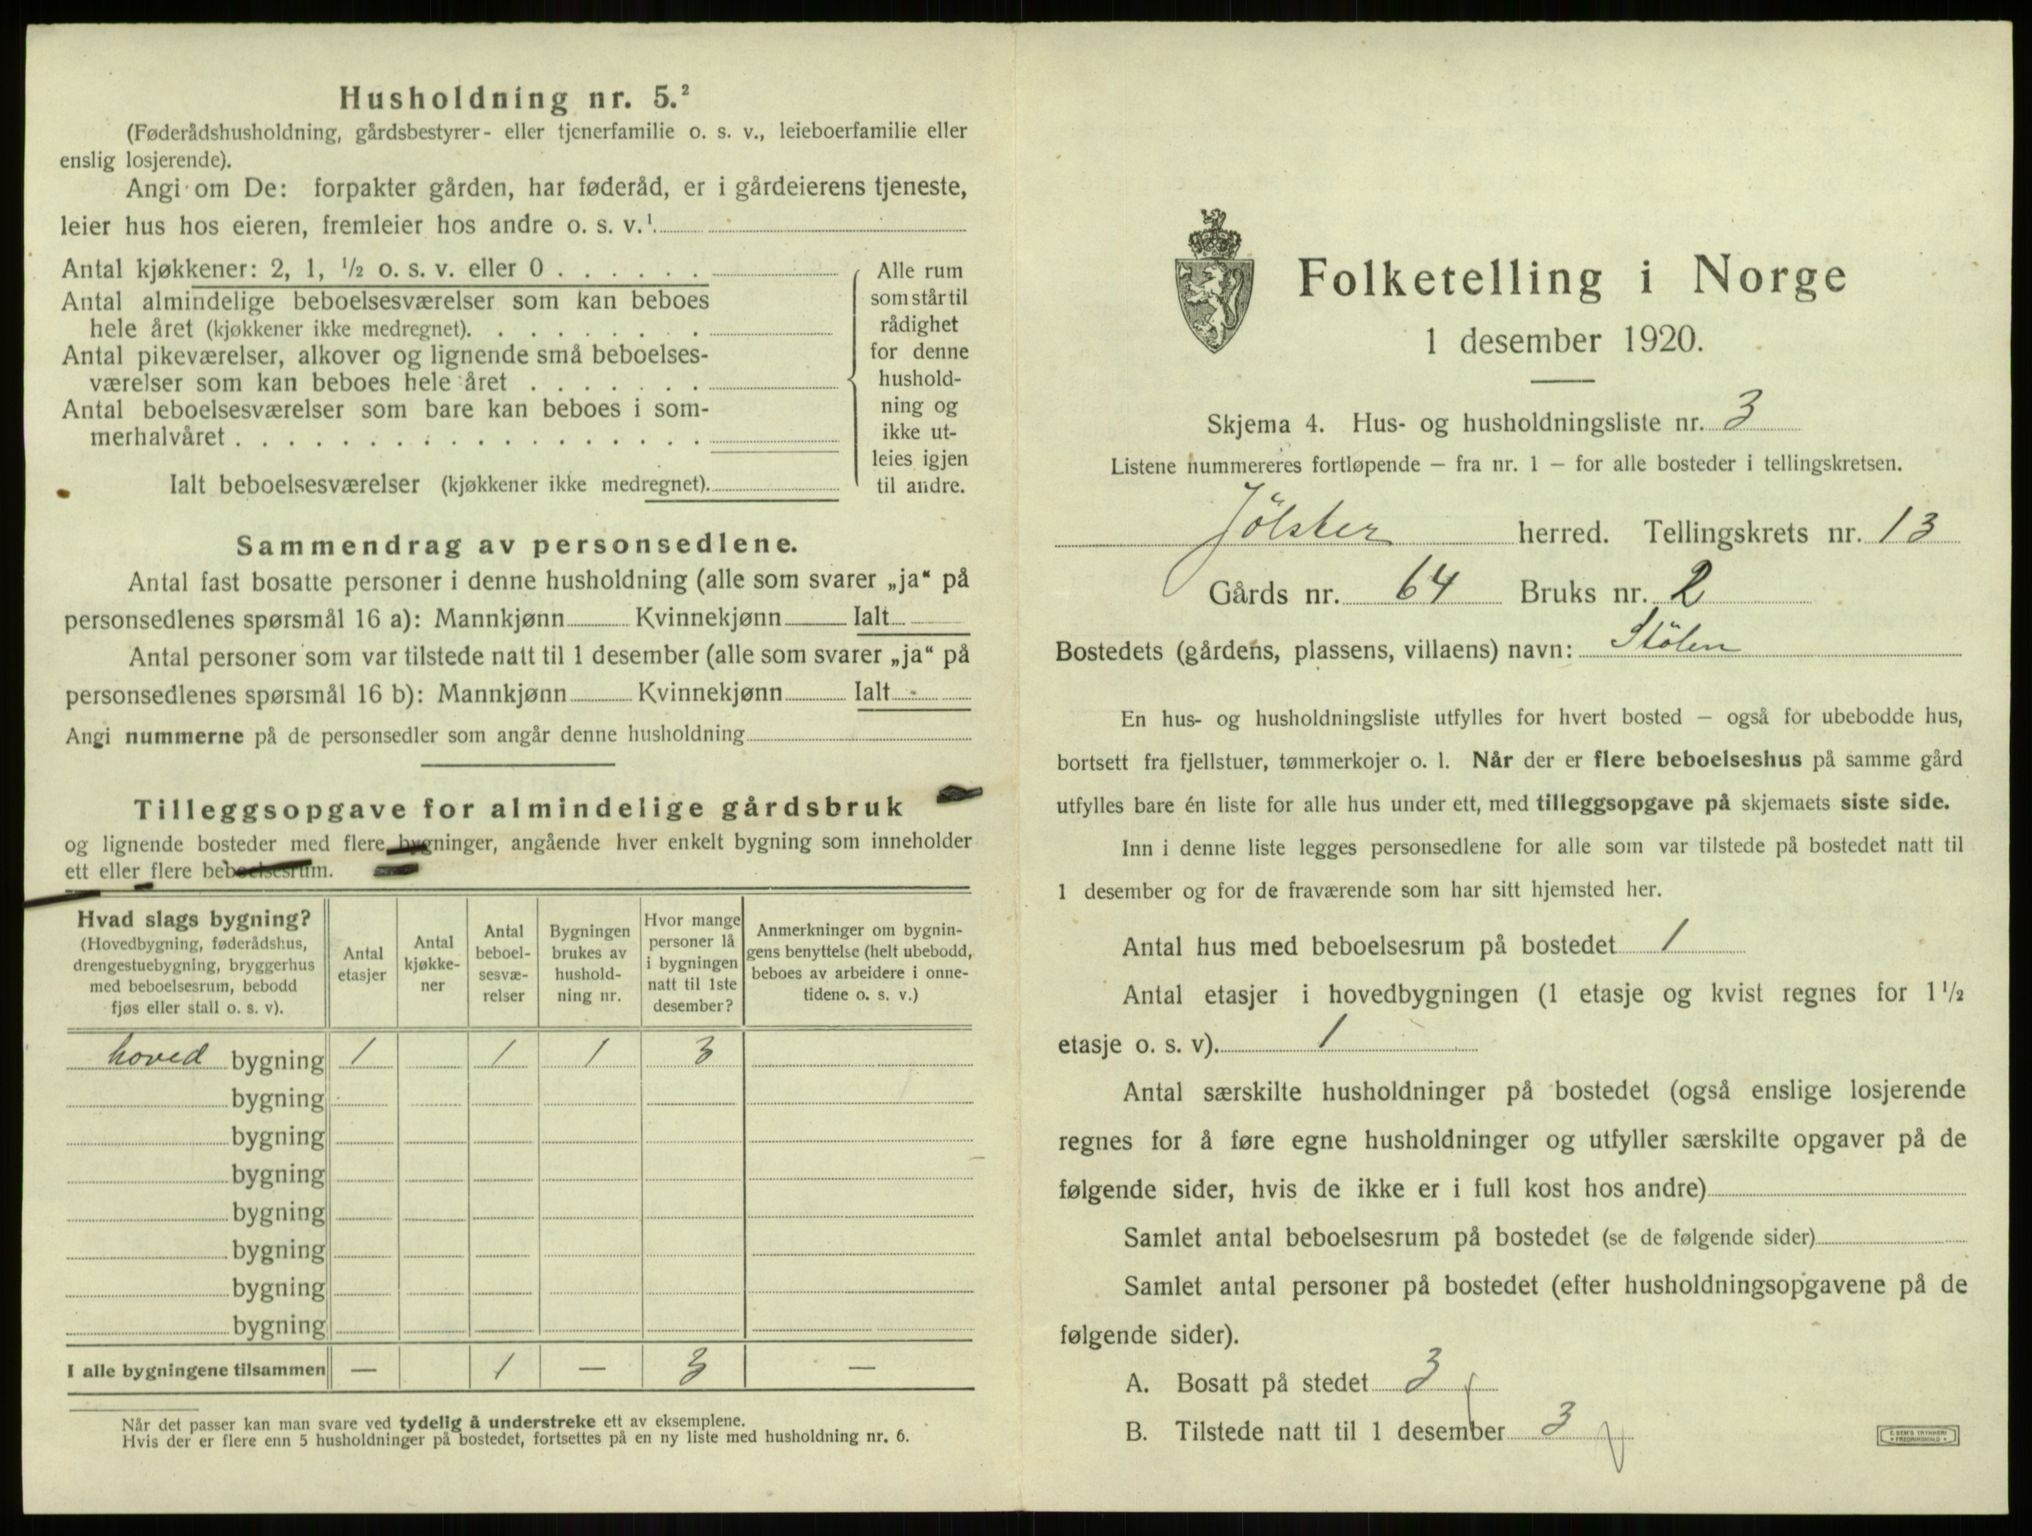 Husholdning nr. 5.²
(Føderådshusholdning, gårdsbestyrer- eller tjenerfamilie o. s. v., leieboerfamilie eller
enslig losjerende).
Angi om De: forpakter gården, har føderåd, er i gårdeierens tjeneste,
leier hus hos eieren, fremleier hos andre o. s. v.¹
Antal kjøkkener: 2, 1, ½ o. s. v. eller 0 . . . . . .
Antal almindelige beboelsesværelser som kan beboes
hele året (kjøkkener ikke medregnet). . . . . . . .
Antal pikeværelser, alkover og lignende små beboelses-
værelser som kan beboes hele året . . . . . . .
Antal beboelsesværelser som bare kan beboes i som-
merhalvåret . . . . . . . . . . . . . . . . . .
Ialt beboelsesværelser (kjøkkener ikke medregnet).
Alle rum
som står til
rådighet
for denne
hushold-
ning og
ikke ut-
leies igjen
til andre.
Sammendrag av personsedlene.
Antal fast bosatte personer i denne husholdning (alle som svarer „ja“ på
personsedlenes spørsmål 16 a): Mannkjønn Kvinnekjønn Ialt
Antal personer som var tilstede natt til 1 desember (alle som svarer „ja“ på
personsedlenes spørsmål 16 b): Mannkjønn Kvinnekjønn Ialt
Angi nummerne på de personsedler som angår denne husholdning
Tilleggsopgave for almindelige gårdsbruk
og lignende bosteder med flere bygninger, angående hver enkelt bygning som inneholder
ett eller flere beboelsesrum.
Hvad slags bygning?
(Hovedbygning, føderådshus,
drengestuebygning, bryggerhus
med beboelsesrum, bebodd
fjøs eller stall o. s. v).
Antal
etasjer
Antal
kjøkke-
ner
Antal
beboel-
sesvæ-
relser
Bygningen
brukes av
hushold-
ning nr.
Hvor mange
personer lå
i bygningen
natt til 1ste
desember?
Anmerkninger om bygnin-
gens benyttelse (helt ubebodd,
beboes av arbeidere i onne-
tidene o. s. v.)
hoved bygning 1 1 1 3
bygning
bygning
bygning
bygning
bygning
bygning
bygning
I alle bygningene tilsammen — 1 — 3 —
Når det passer kan man svare ved tydelig å understreke ett av eksemplene.
Hvis der er flere enn 5 husholdninger på bostedet, fortsettes på en ny liste med husholdning nr. 6.
Folketelling i Norge
1 desember 1920.
Skjema 4. Hus- og husholdningsliste nr. 3
Listene nummereres fortløpende — fra nr. 1 — for alle bosteder i tellingskretsen.
Jölster herred. Tellingskrets nr. 13
Gårds nr. 64 Bruks nr. 2
Bostedets (gårdens, plassens, villaens) navn: Stölen
En hus- og husholdningsliste utfylles for hvert bosted — også for ubebodde hus,
bortsett fra fjellstuer, tømmerkojer o. l. Når der er flere beboelseshus på samme gård
utfylles bare én liste for alle hus under ett, med tilleggsopgave på skjemaets siste side.
Inn i denne liste legges personsedlene for alle som var tilstede på bostedet natt til
1 desember og for de fraværende som har sitt hjemsted her.
Antal hus med beboelsesrum på bostedet 1
Antal etasjer i hovedbygningen (1 etasje og kvist regnes for 1½
etasje o. s. v). 1
Antal særskilte husholdninger på bostedet (også enslige losjerende
regnes for å føre egne husholdninger og utfyller særskilte opgaver på de
følgende sider, hvis de ikke er i full kost hos andre)
Samlet antal beboelsesrum på bostedet (se de følgende sider)
Samlet antal personer på bostedet (efter husholdningsopgavene på de
følgende sider).
A. Bosatt på stedet 3
B. Tilstede natt til 1 desember 3
E. SEM'S TRYKKERI
• FREDRIKSHALD •